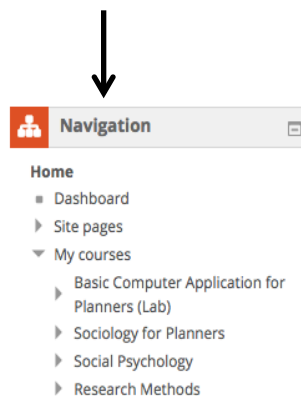 Navigation
Home
Dashboard
Site pages
My courses
Basic Computer Application for
Planners (Lab)
Sociology for Planners
Social Psychology
Research Methods